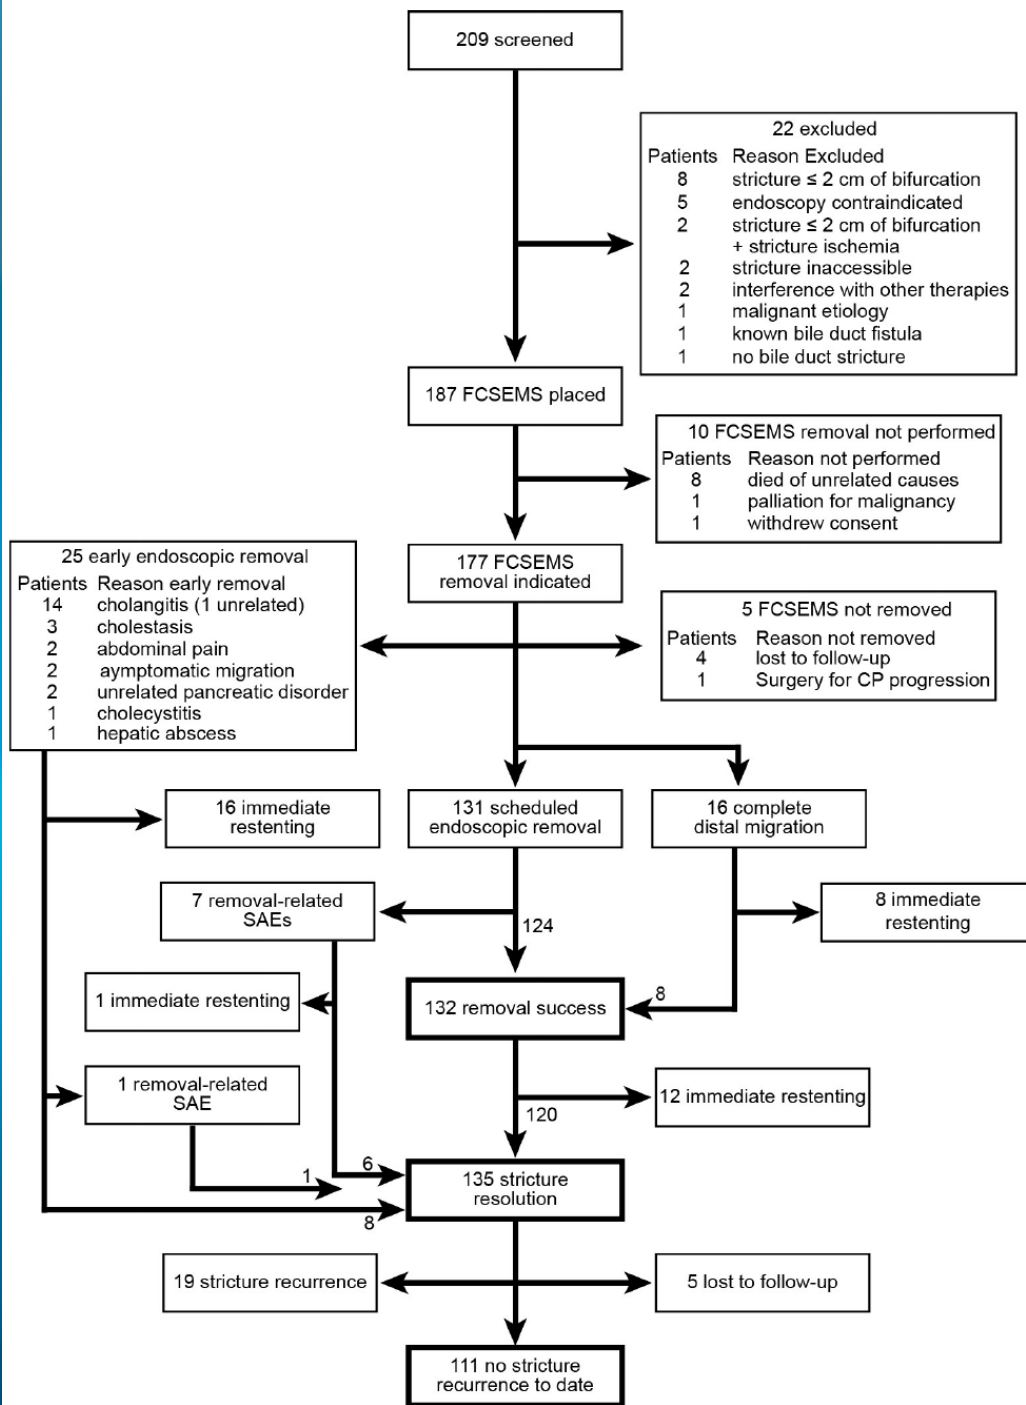 209 screened
22 excluded
Patients Reason Excluded
8 stricture ≤ 2 cm of bifurcation
5 endoscopy contraindicated
2 stricture ≤ 2 cm of bifurcation
+ stricture ischemia
2 stricture inaccessible
2 interference with other therapies
1 malignant etiology
1 known bile duct fistula
1 no bile duct stricture
187 FCSEMS placed
10 FCSEMS removal not performed
Patients Reason not performed
8 died of unrelated causes
1 palliation for malignancy
1 withdrew consent
177 FCSEMS
removal indicated
25 early endoscopic removal
Patients Reason early removal
14 cholangitis (1 unrelated)
3 cholestasis
2 abdominal pain
2 aymptomatic migration
2 unrelated pancreatic disorder
1 cholecystitis
1 hepatic abscess
5 FCSEMS not removed
Patients Reason not removed
4 lost to follow-up
1 Surgery for CP progression
16 immediate
restenting
131 scheduled
endoscopic removal
16 complete
distal migration
7 removal-related
SAEs
124
8 immediate
restenting
1 immediate restenting
132 removal success
8
1 removal-related
SAE
12 immediate restenting
120
6
1
8
135 stricture
resolution
19 stricture recurrence
5 lost to follow-up
111 no stricture
recurrence to date